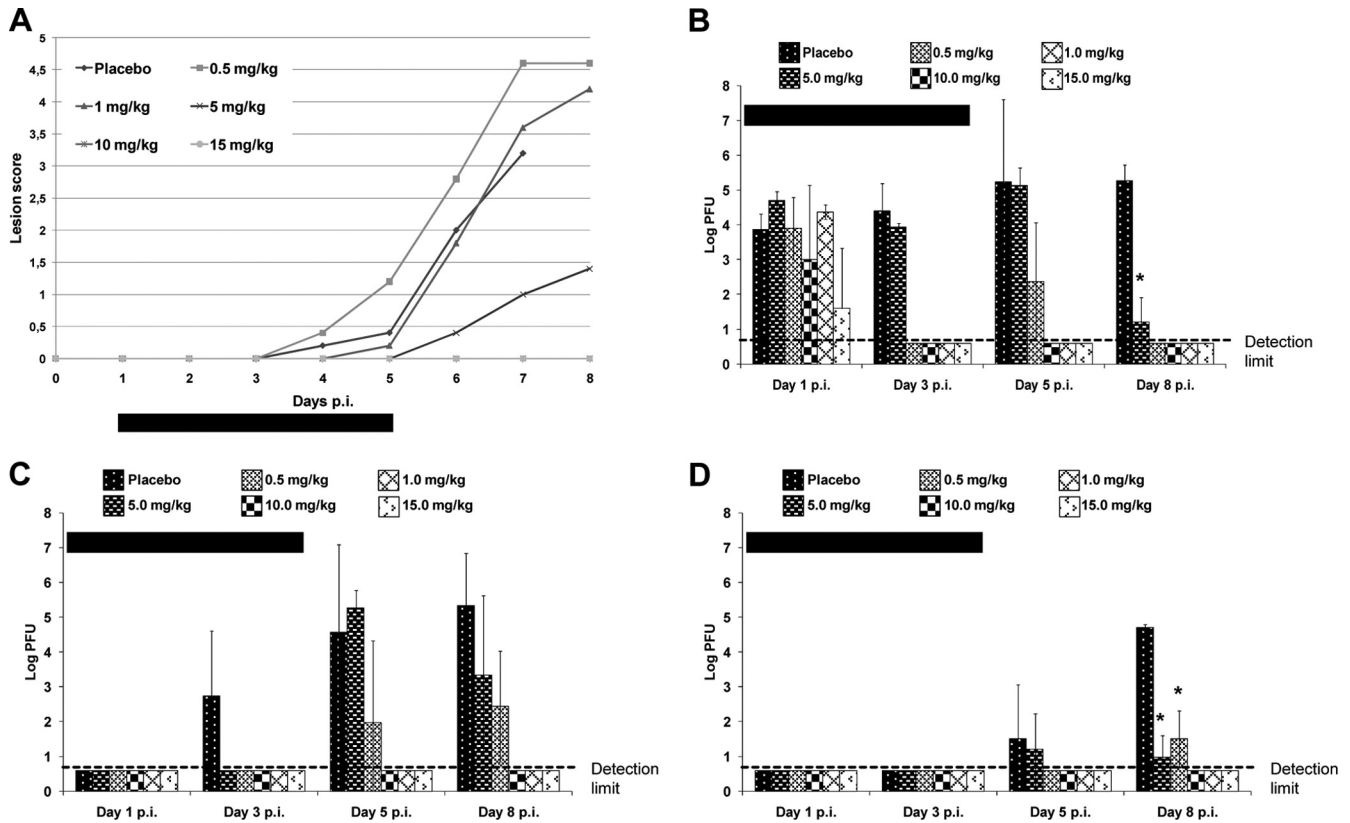 A
5
4,5
4
3,5
3
2,5
2
1,5
1
0,5
0
Lesion score
Placebo
0.5 mg/kg
1 mg/kg
5 mg/kg
10 mg/kg
15 mg/kg
0 1 2 3 4 5 6 7 8
Days p.i.
B
Placebo
0.5 mg/kg
1.0 mg/kg
5.0 mg/kg
10.0 mg/kg
15.0 mg/kg
8
7
6
5
4
3
2
1
0
Log PFU
*
Detection
limit
Day 1 p.i. Day 3 p.i. Day 5 p.i. Day 8 p.i.
C
Placebo
0.5 mg/kg
1.0 mg/kg
5.0 mg/kg
10.0 mg/kg
15.0 mg/kg
8
7
6
5
4
3
2
1
0
Log PFU
Detection
limit
Day 1 p.i. Day 3 p.i. Day 5 p.i. Day 8 p.i.
D
Placebo
0.5 mg/kg
1.0 mg/kg
5.0 mg/kg
10.0 mg/kg
15.0 mg/kg
8
7
6
5
4
3
2
1
0
Log PFU
* *
Detection
limit
Day 1 p.i. Day 3 p.i. Day 5 p.i. Day 8 p.i.